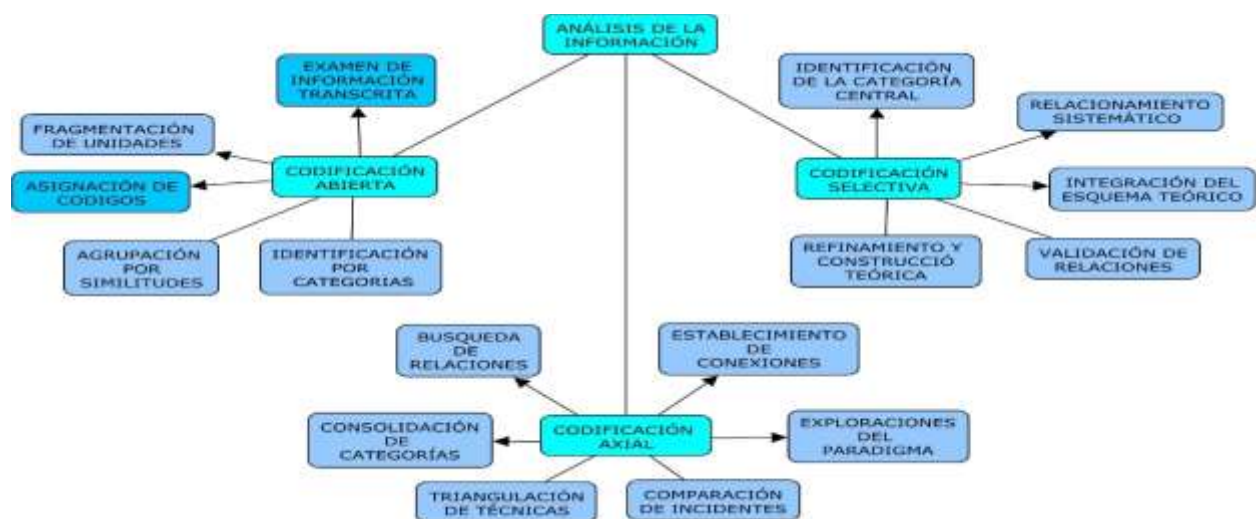 ANÁLISIS DE LA
INFORMACIÓN
EXAMEN DE
INFORMACIÓN
TRANSCRITA
FRAGMENTACIÓN
DE UNIDADES
CODIFICACIÓN
ABIERTA
ASIGNACIÓN DE
CODIGOS
AGRUPACIÓN
POR
SIMILITUDES
IDENTIFICACIÓN
POR
CATEGORIAS
IDENTIFICACIÓN
DE LA CATEGORÍA
CENTRAL
RELACIONAMIENTO
SISTEMÁTICO
CODIFICACIÓN
SELECTIVA
INTEGRACIÓN DEL
ESQUEMA TEÓRICO
REFINAMIENTO Y
CONSTRUCCIÓ
TEÓRICA
VALIDACIÓN DE
RELACIONES
BUSQUEDA
DE
RELACIONES
ESTABLECIMIENTO
DE
CONEXIONES
CONSOLIDACIÓN
DE
CATEGORÍAS
CODIFICACIÓN
AXIAL
EXPLORACIONES
DEL
PARADIGMA
TRIANGULACIÓN
DE TÉCNICAS
COMPARACIÓN
DE INCIDENTES